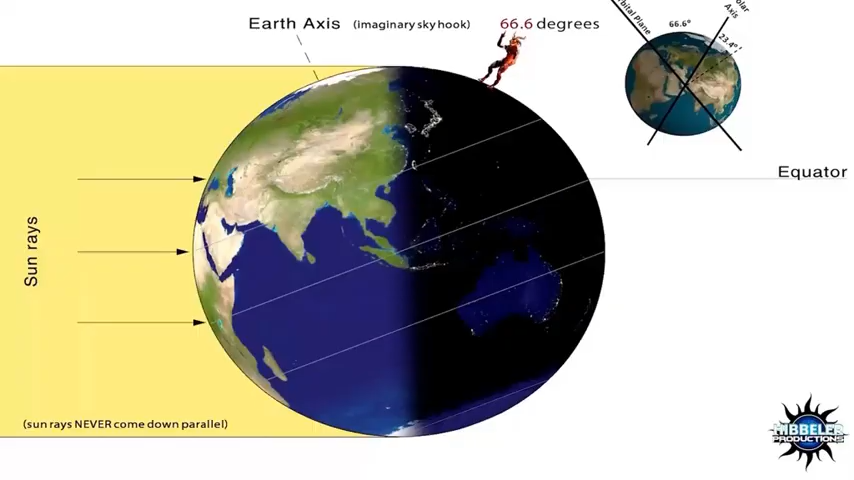 Earth Axis (imaginary sky hook)
66.6 degrees
Orbital Plane
66.6°
Polar
Axis
23.4°
Equator
Sun rays
(sun rays NEVER come down parallel)
HIBBELER
PRODUCTIONS